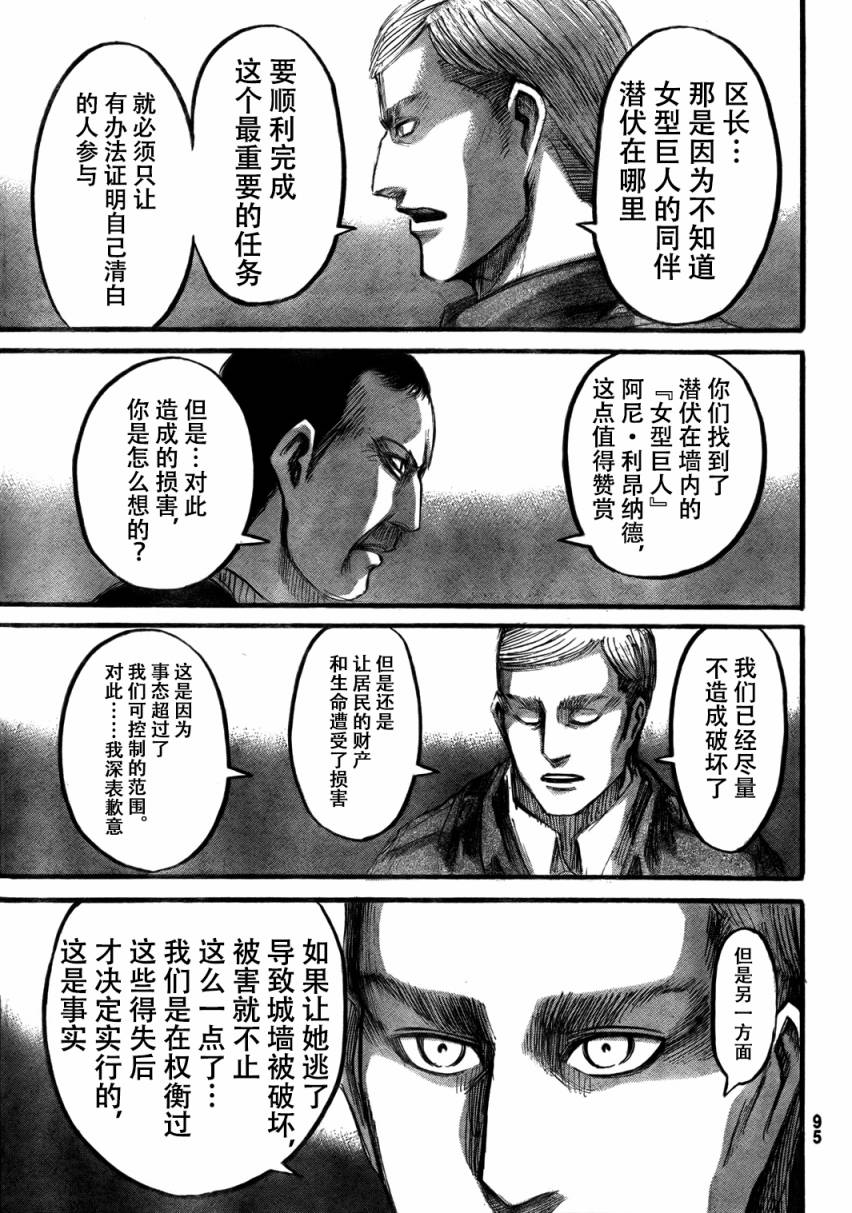 区长…
那是因为不知道
女型巨人的同伴
潜伏在哪里
要顺利完成
这个最重要的任务
就必须只让
有办法证明自己清白
的人参与
你们找到了
潜伏在墙内的
『女型巨人』
阿尼·利昂纳德,
这点值得赞赏
但是…对此
造成的损害,
你是怎么想的?
我们已经尽量
不造成破坏了
但是还是
让居民的财产
和生命遭受了损害
这是因为
事态超过了
我们可控制的范围。
对此……我深表歉意
但是另一方面
如果让她逃了
导致城墙被破坏,
被害就不止
这么一点了…
我们是在权衡过
这些得失后
才决定实行的,
这是事实
95